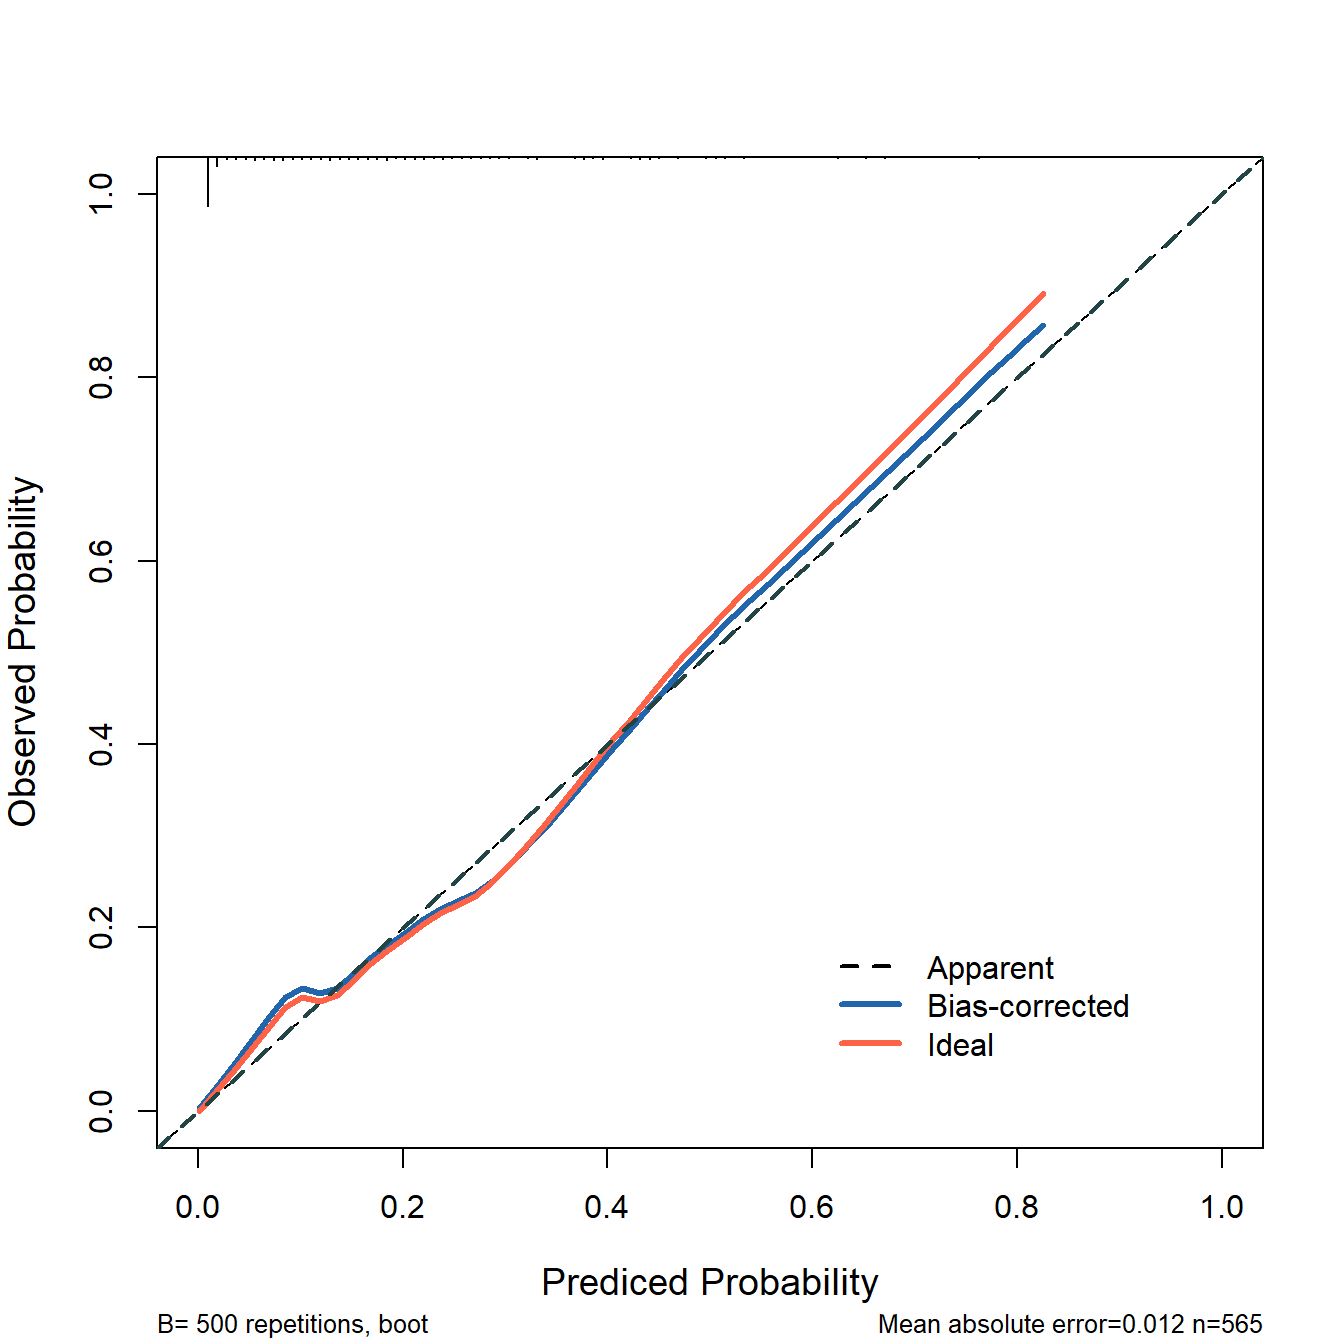 1.0
0.8
0.6
0.4
0.2
0.0
Observed Probability
Apparent
Bias-corrected
Ideal
0.0 0.2 0.4 0.6 0.8 1.0
Prediced Probability
B= 500 repetitions, boot
Mean absolute error=0.012 n=565